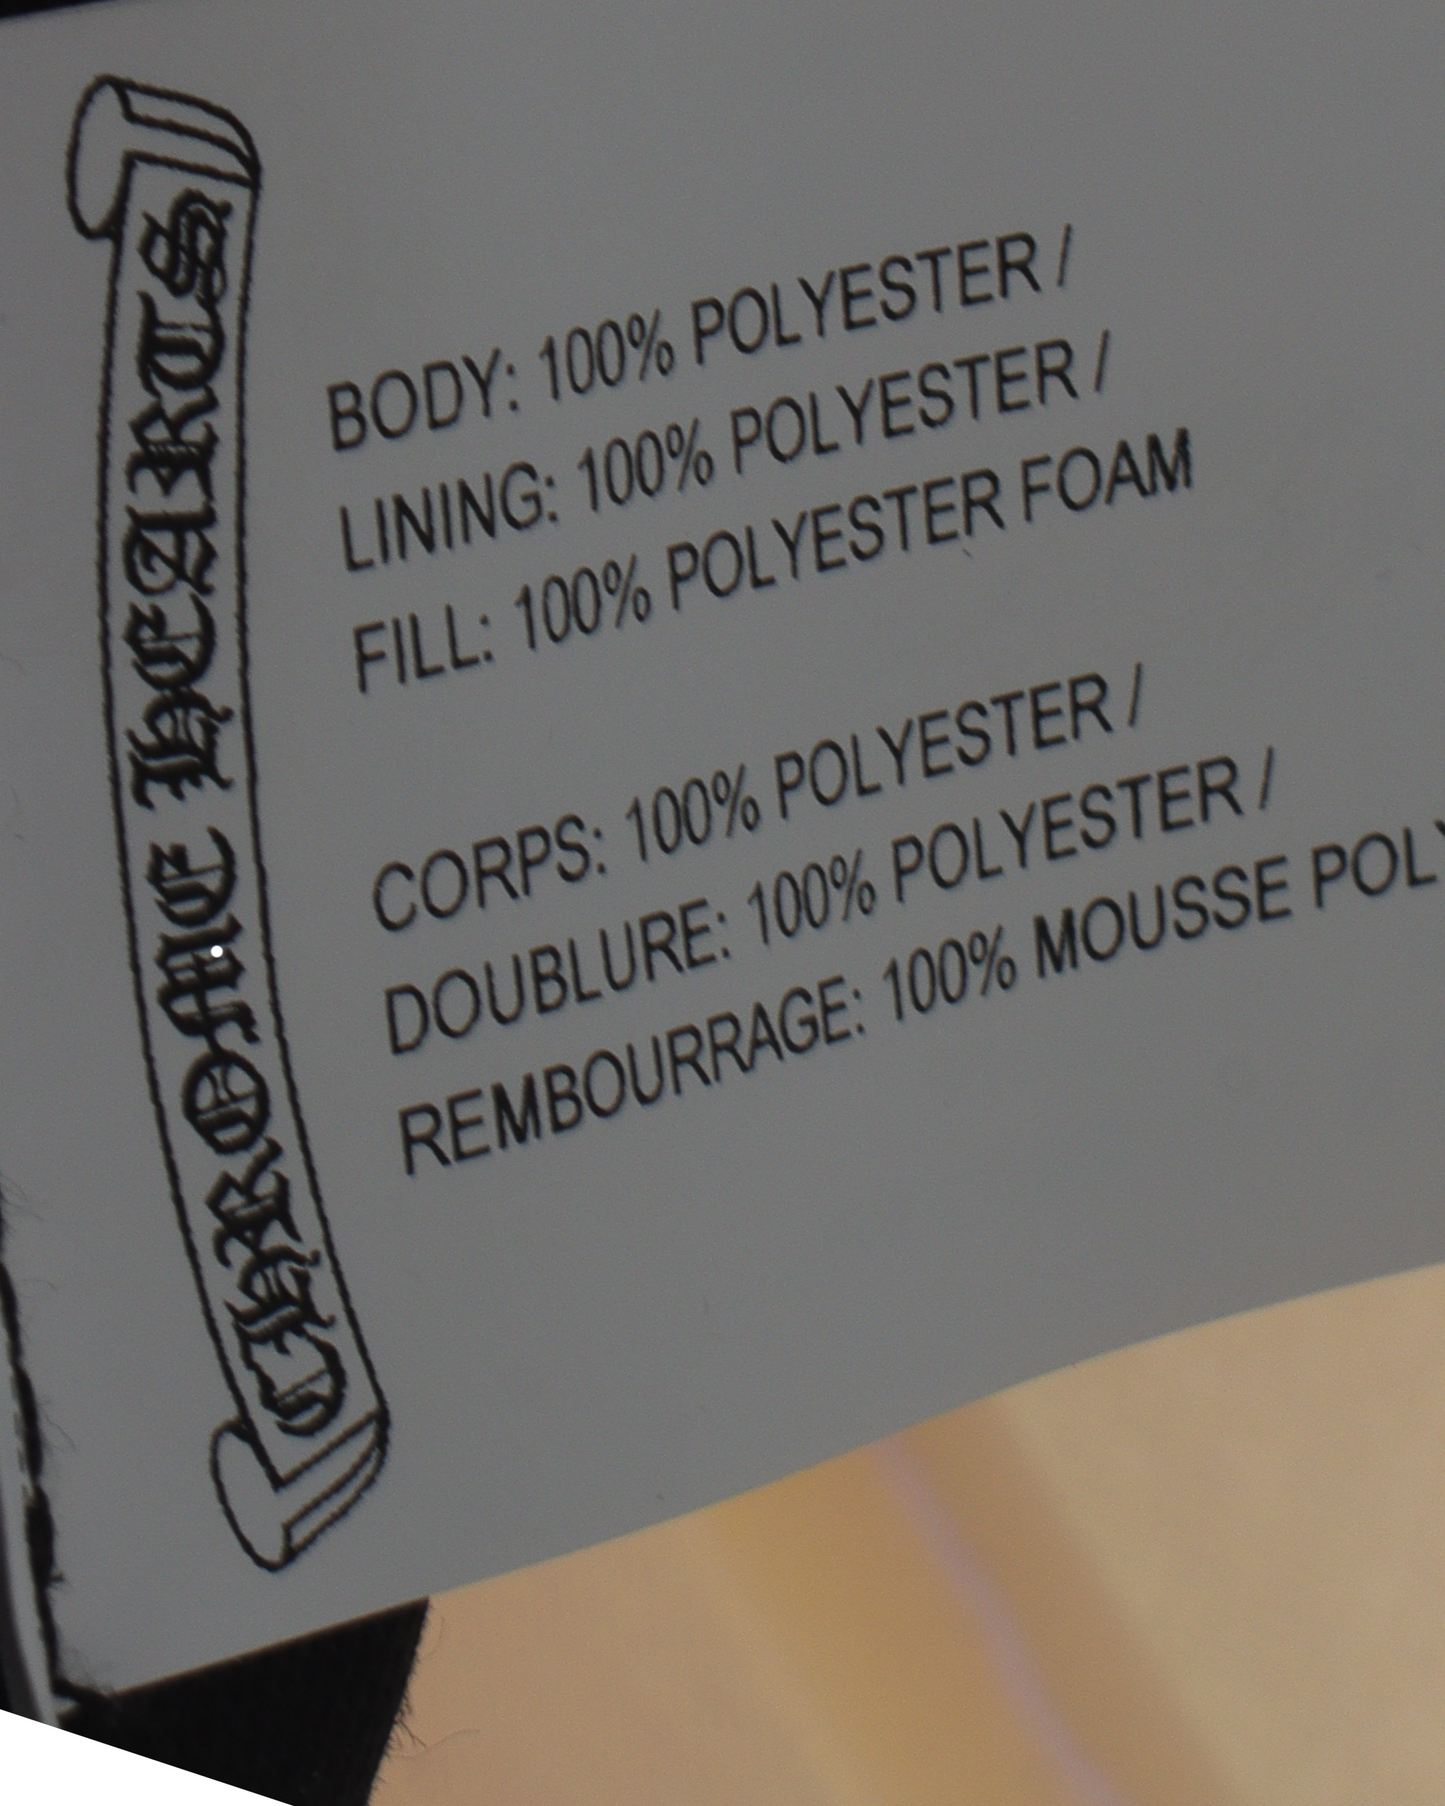 CHROME HEARTS
BODY: 100% POLYESTER /
LINING: 100% POLYESTER /
FILL: 100% POLYESTER FOAM
CORPS: 100% POLYESTER /
DOUBLURE: 100% POLYESTER /
REMBOURRAGE: 100% MOUSSE POLY